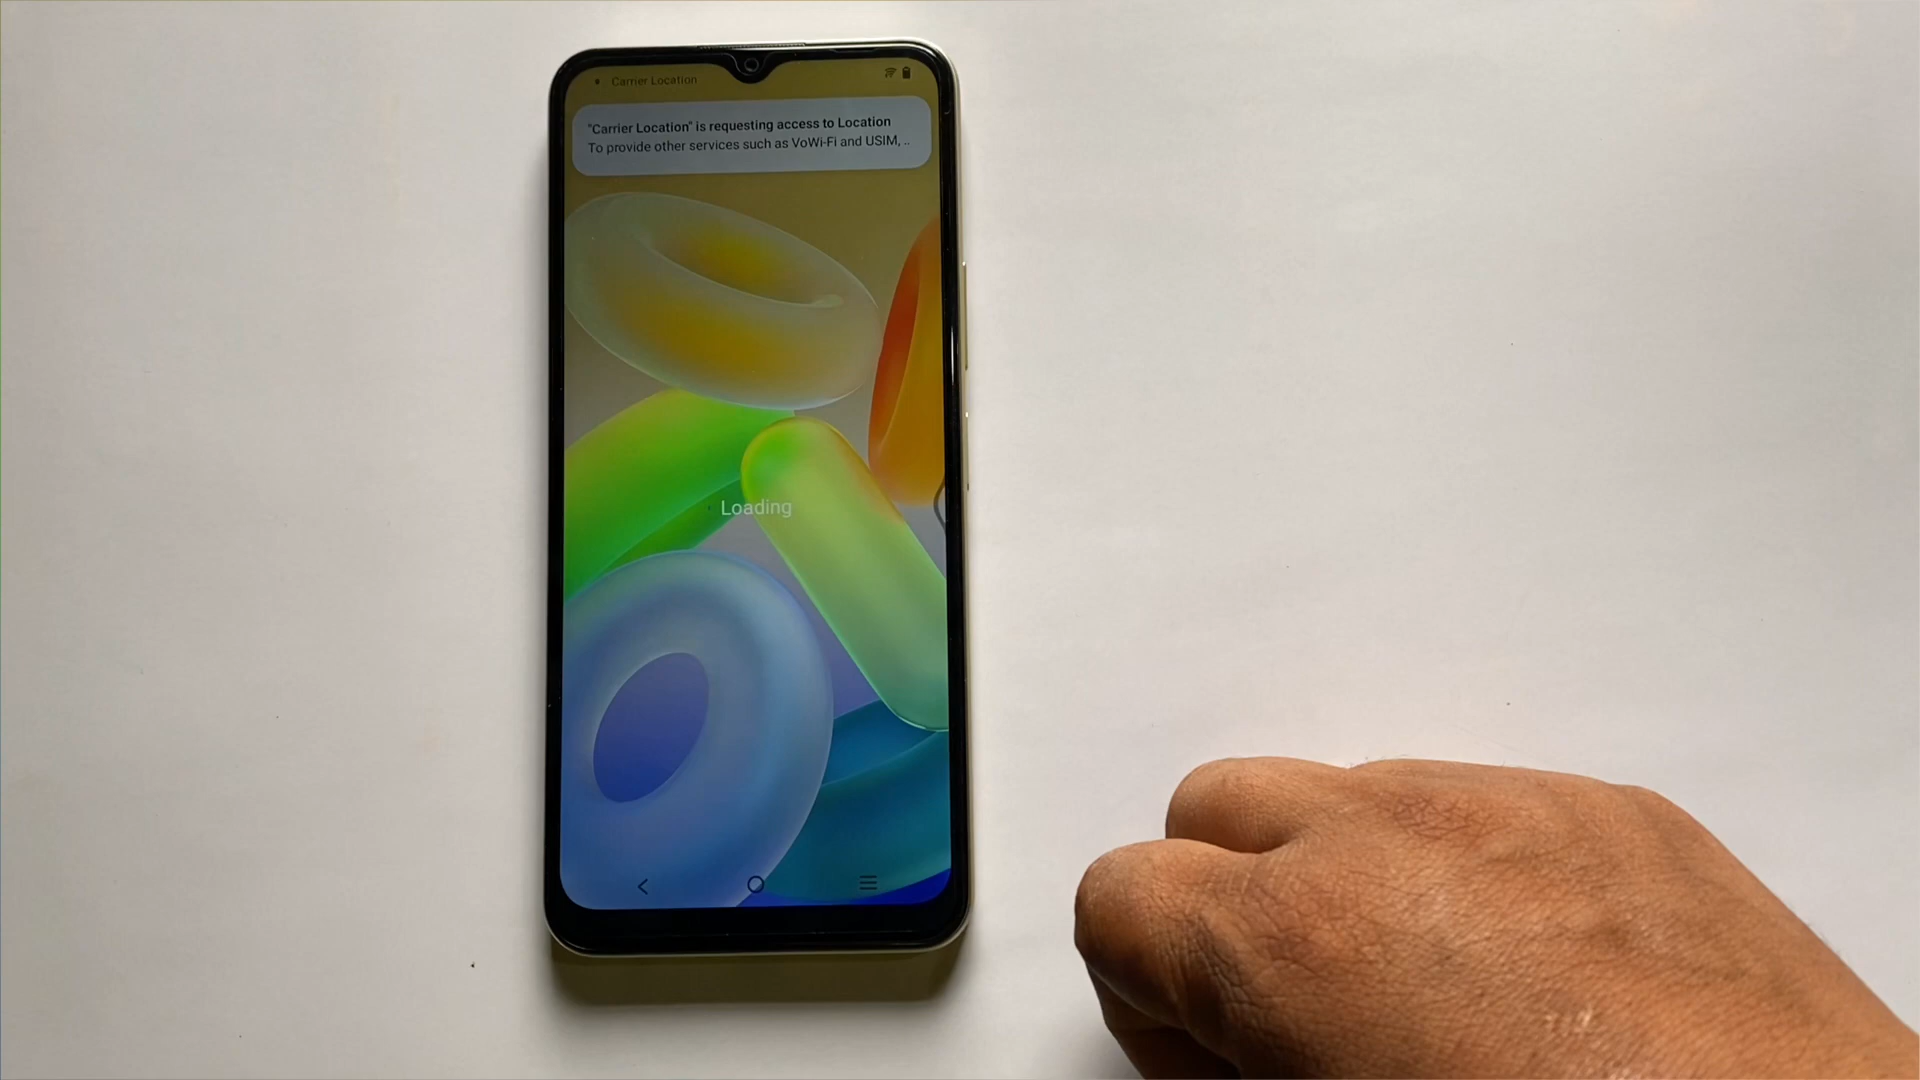 Carrier Location
"Carrier Location" is requesting access to Location
To provide other services such as VoWi-Fi and USIM, ..
Loading